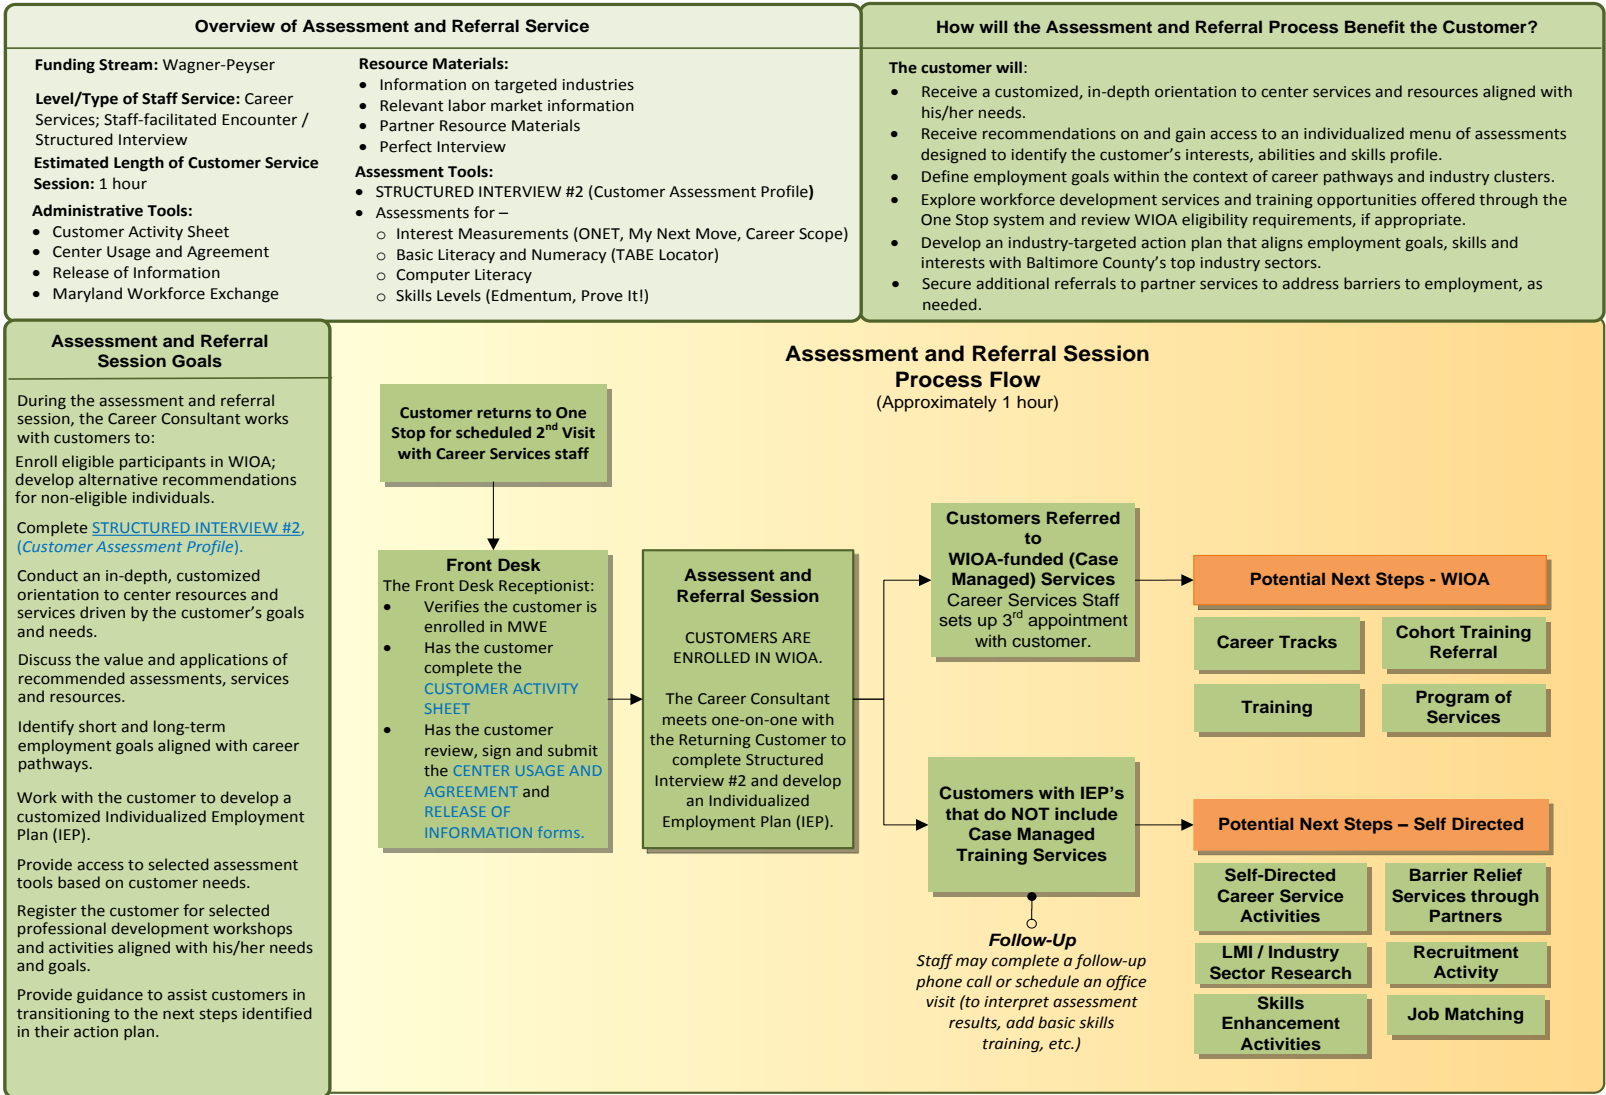 Overview of Assessment and Referral Service
Funding Stream: Wagner-Peyser
Level/Type of Staff Service: Career
Services; Staff-facilitated Encounter /
Structured Interview
Estimated Length of Customer Service
Session: 1 hour
Administrative Tools:
• Customer Activity Sheet
• Center Usage and Agreement
• Release of Information
• Maryland Workforce Exchange
Resource Materials:
• Information on targeted industries
• Relevant labor market information
• Partner Resource Materials
• Perfect Interview
Assessment Tools:
• STRUCTURED INTERVIEW #2 (Customer Assessment Profile)
• Assessments for –
o Interest Measurements (ONET, My Next Move, Career Scope)
o Basic Literacy and Numeracy (TABE Locator)
o Computer Literacy
o Skills Levels (Edmentum, Prove It!)
How will the Assessment and Referral Process Benefit the Customer?
The customer will:
• Receive a customized, in-depth orientation to center services and resources aligned with
his/her needs.
• Receive recommendations on and gain access to an individualized menu of assessments
designed to identify the customer's interests, abilities and skills profile.
• Define employment goals within the context of career pathways and industry clusters.
• Explore workforce development services and training opportunities offered through the
One Stop system and review WIOA eligibility requirements, if appropriate.
• Develop an industry-targeted action plan that aligns employment goals, skills and
interests with Baltimore County's top industry sectors.
• Secure additional referrals to partner services to address barriers to employment, as
needed.
Assessment and Referral
Session Goals
During the assessment and referral
session, the Career Consultant works
with customers to:
Enroll eligible participants in WIOA;
develop alternative recommendations
for non-eligible individuals.
Complete STRUCTURED INTERVIEW #2,
(Customer Assessment Profile).
Conduct an in-depth, customized
orientation to center resources and
services driven by the customer's goals
and needs.
Discuss the value and applications of
recommended assessments, services
and resources.
Identify short and long-term
employment goals aligned with career
pathways.
Work with the customer to develop a
customized Individualized Employment
Plan (IEP).
Provide access to selected assessment
tools based on customer needs.
Register the customer for selected
professional development workshops
and activities aligned with his/her needs
and goals.
Provide guidance to assist customers in
transitioning to the next steps identified
in their action plan.
Assessment and Referral Session
Process Flow
(Approximately 1 hour)
Customer returns to One
Stop for scheduled 2nd Visit
with Career Services staff
Front Desk
The Front Desk Receptionist:
• Verifies the customer is
enrolled in MWE
• Has the customer
complete the
CUSTOMER ACTIVITY
SHEET
• Has the customer
review, sign and submit
the CENTER USAGE AND
AGREEMENT and
RELEASE OF
INFORMATION forms.
Assessent and
Referral Session
CUSTOMERS ARE
ENROLLED IN WIOA.
The Career Consultant
meets one-on-one with
the Returning Customer to
complete Structured
Interview #2 and develop
an Individualized
Employment Plan (IEP).
Customers Referred
to
WIOA-funded (Case
Managed) Services
Career Services Staff
sets up 3rd appointment
with customer.
Potential Next Steps - WIOA
Career Tracks
Cohort Training
Referral
Training
Program of
Services
Customers with IEP's
that do NOT include
Case Managed
Training Services
Follow-Up
Staff may complete a follow-up
phone call or schedule an office
visit (to interpret assessment
results, add basic skills
training, etc.)
Potential Next Steps – Self Directed
Self-Directed
Career Service
Activities
Barrier Relief
Services through
Partners
LMI / Industry
Sector Research
Recruitment
Activity
Skills
Enhancement
Activities
Job Matching